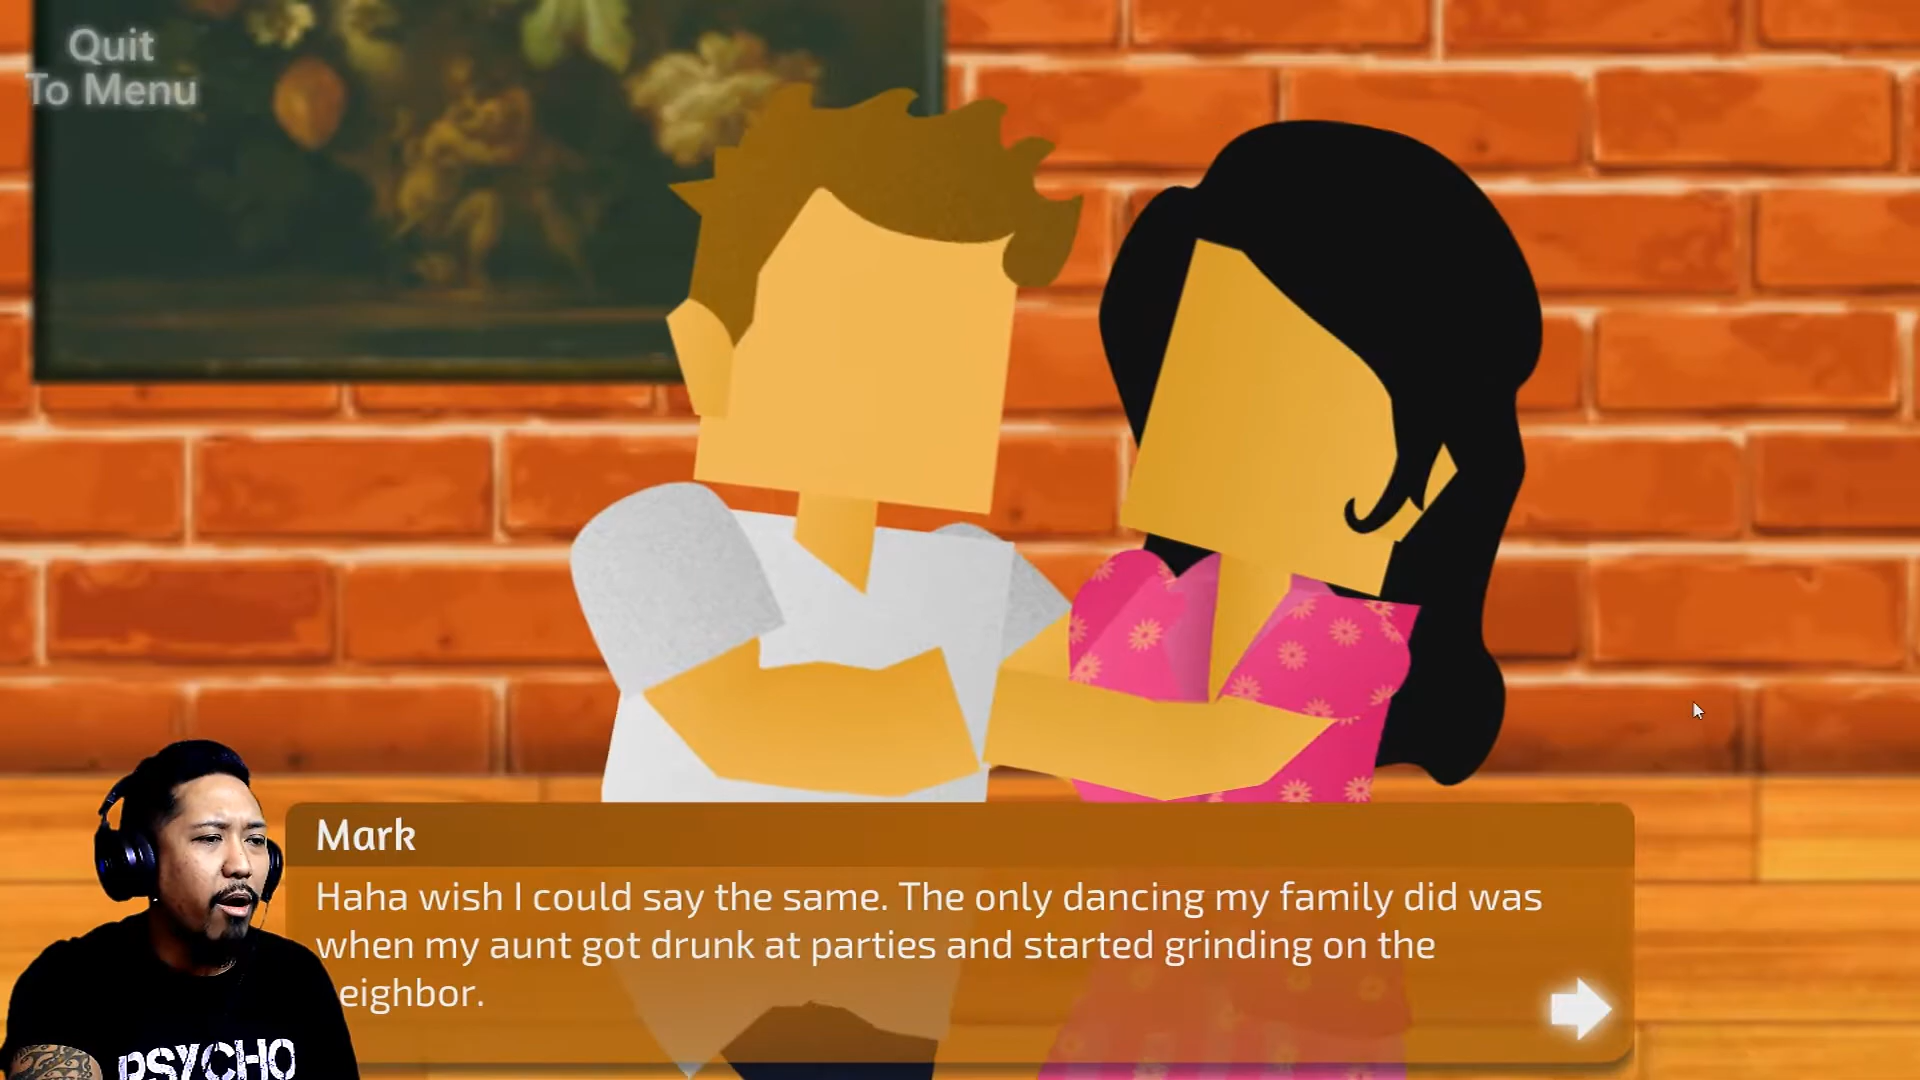 Quit
To Menu
Mark
Haha wish I could say the same. The only dancing my family did was
when my aunt got drunk at parties and started grinding on the
eighbor.
PSYCHO